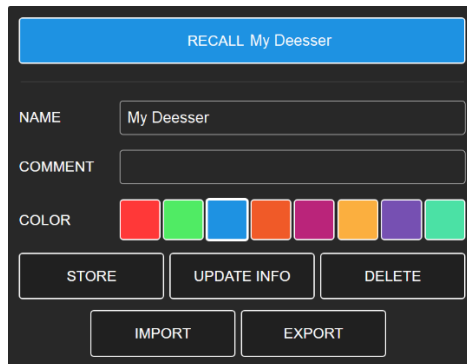 RECALL My Deesser
NAME My Deesser
COMMENT
COLOR
STORE UPDATE INFO DELETE
IMPORT EXPORT